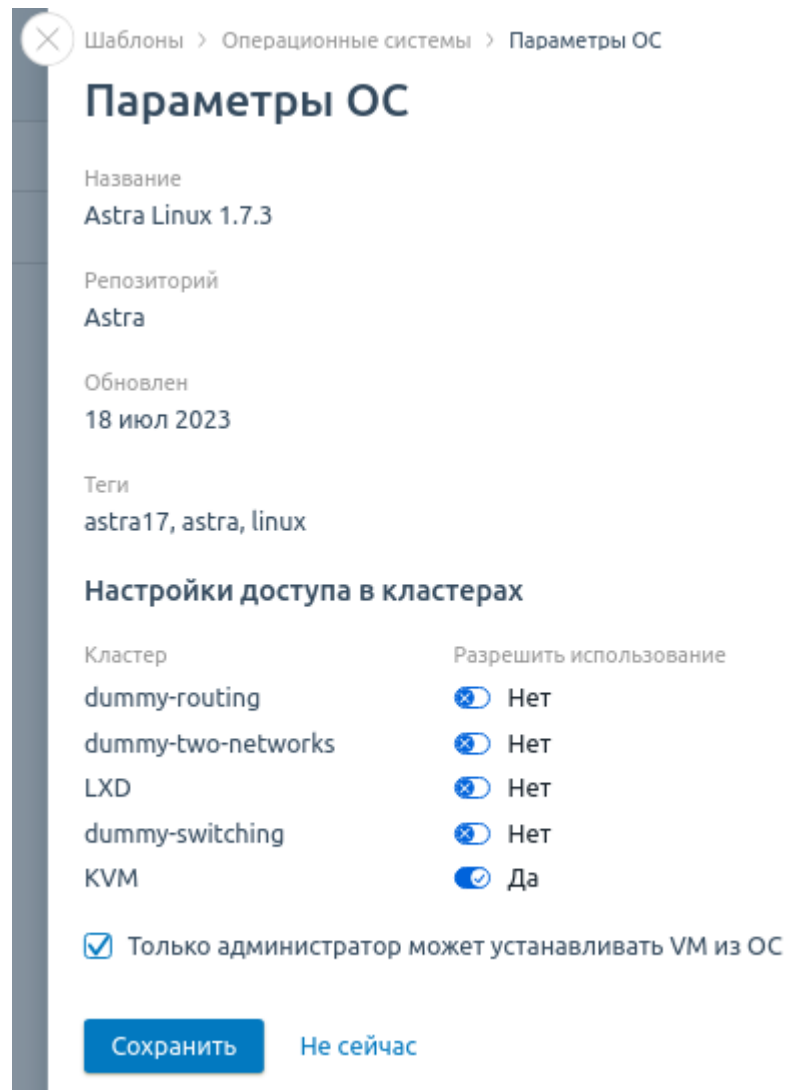 Шаблоны > Операционные системы > Параметры ОС
Параметры ОС
Название
Astra Linux 1.7.3
Репозиторий
Astra
Обновлен
18 июл 2023
Теги
astra17, astra, linux
Настройки доступа в кластерах
Кластер Разрешить использование
dummy-routing Нет
dummy-two-networks Нет
LXD Нет
dummy-switching Нет
KVM Да
Только администратор может устанавливать VM из ОС
Сохранить Не сейчас